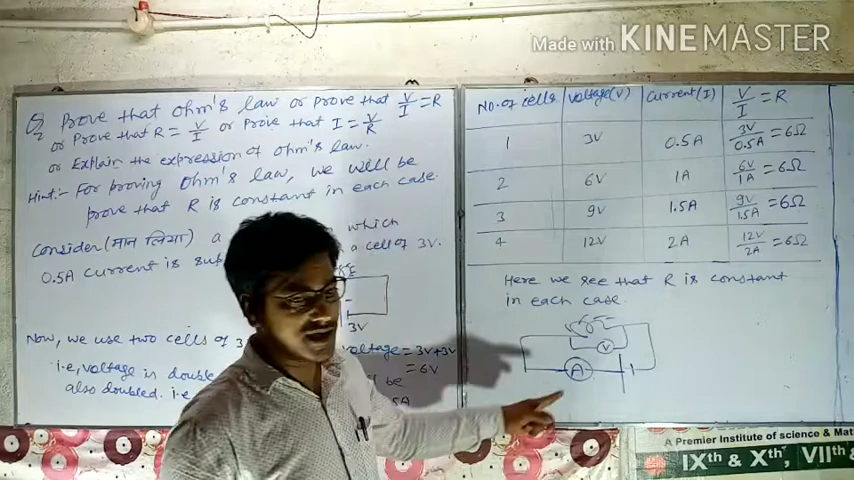 Made with KINEMASTER
Q2 Prove that Ohm's law or prove that V/I = R
or Prove that R = V/I or prove that I = V/R
or Explain the expression of Ohm's law.
Hint:- For proving Ohm's law, we will be
prove that R is constant in each case.
Consider (मान लिया) a which
0.5A current is a cell of 3V.
3V
Now, we use two cells of voltage = 3V+3V
= 6V
i.e, voltage in doubl be
also doubled. i.e
No. of cells Voltage(V) Current(I) V/I = R
1 3V 0.5A 3V/0.5A = 6Ω
2 6V 1A 6V/1A = 6Ω
3 9V 1.5A 9V/1.5A = 6Ω
4 12V 2A 12V/2A = 6Ω
Here we see that R is constant
in each case.
V
A
A Premier Institute of Science & Ma
IXth & Xth, VIIth &